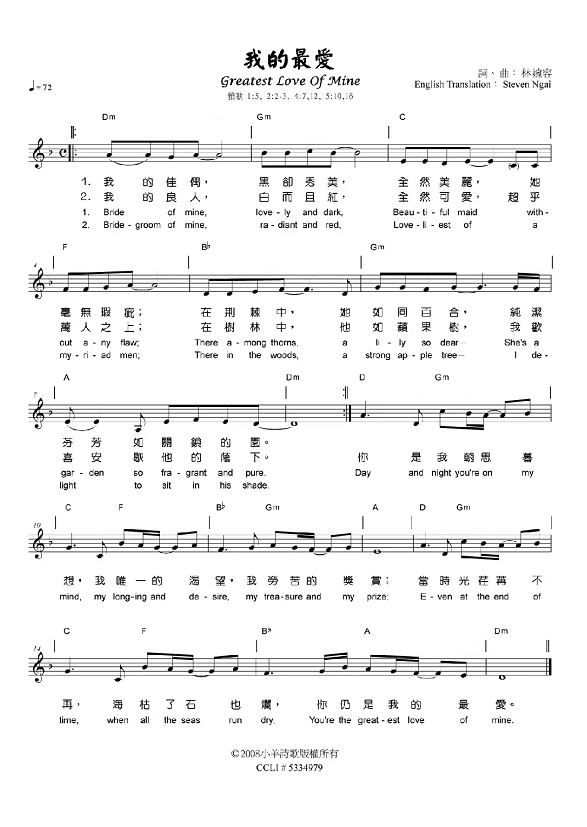 我的最愛
Greatest Love Of Mine
雅歌 1:5, 2:2-3, 4:7,12, 5:10,16
詞、曲：林婉容
English Translation： Steven Ngai
♩=72
Dm Gm C
1. 我 的 佳 偶， 黑 卻 秀 美， 全 然 美 麗， 她
2. 我 的 良 人， 白 而 且 紅， 全 然 可 愛， 超 乎
1. Bride of mine, love-ly and dark, Beau-ti-ful maid with-
2. Bride-groom of mine, ra-diant and red, Love-li-est of a
4
F B♭ Gm
毫 無 瑕 疵； 在 荆 棘 中， 她 如 同 百 合， 純 潔
萬 人 之 上； 在 樹 林 中， 他 如 蘋 果 樹， 我 歡
out a-ny flaw; There a-mong thorns, a li-ly so dear— She's a
my-ri-ad men; There in the woods, a strong ap-ple tree— I de-
7
A Dm D Gm
芬 芳 如 關 鎖 的 園。
喜 安 歇 他 的 蔭 下。 你 是 我 朝 思 暮
gar-den so fra-grant and pure. Day and night you're on my
light to sit in his shade.
10
C F B♭ Gm A D Gm
想， 我 唯 一 的 渴 望， 我 勞 苦 的 獎 賞； 當 時 光 荏 苒 不
mind, my long-ing and de-sire, my trea-sure and my prize: E-ven at the end of
14
C F B♭ A Dm
再， 海 枯 了 石 也 爛， 你 仍 是 我 的 最 愛。
time, when all the seas run dry. You're the great-est love of mine.
©2008小羊詩歌版權所有
CCLI # 5334979